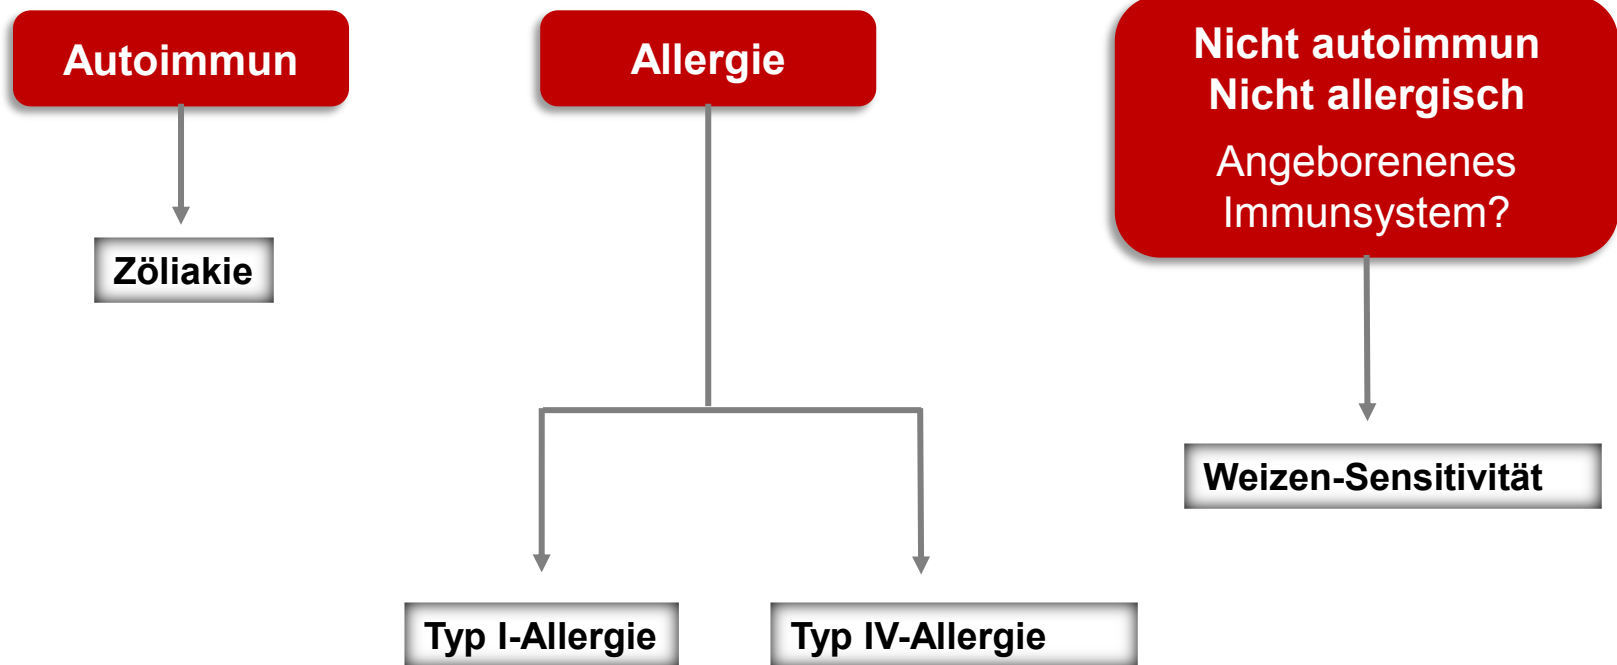 Autoimmun
Allergie
Nicht autoimmun
Nicht allergisch
Angeborenenes
Immunsystem?
Zöliakie
Weizen-Sensitivität
Typ I-Allergie
Typ IV-Allergie